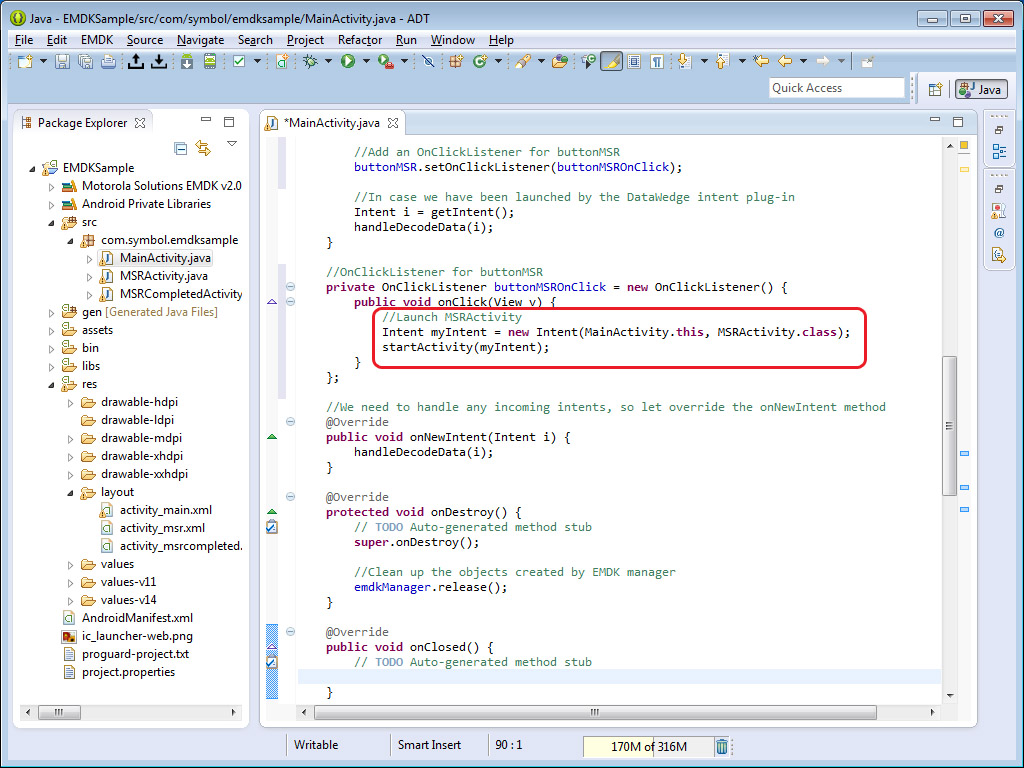 Java - EMDKSample/src/com/symbol/emdksample/MainActivity.java - ADT
File Edit EMDK Source Navigate Search Project Refactor Run Window Help
Quick Access
Java
Package Explorer
EMDKSample
Motorola Solutions EMDK v2.0
Android Private Libraries
src
com.symbol.emdksample
MainActivity.java
MSRActivity.java
MSRCompletedActivity
gen [Generated Java Files]
assets
bin
libs
res
drawable-hdpi
drawable-ldpi
drawable-mdpi
drawable-xhdpi
drawable-xxhdpi
layout
activity_main.xml
activity_msr.xml
activity_msrcompleted.
values
values-v11
values-v14
AndroidManifest.xml
ic_launcher-web.png
proguard-project.txt
project.properties
*MainActivity.java
//Add an OnClickListener for buttonMSR
buttonMSR.setOnClickListener(buttonMSROnClick);
//In case we have been launched by the DataWedge intent plug-in
Intent i = getIntent();
handleDecodeData(i);
}
//OnClickListener for buttonMSR
private OnClickListener buttonMSROnClick = new OnClickListener() {
public void onClick(View v) {
//Launch MSRActivity
Intent myIntent = new Intent(MainActivity.this, MSRActivity.class);
startActivity(myIntent);
}
};
//We need to handle any incoming intents, so let override the onNewIntent method
@Override
public void onNewIntent(Intent i) {
handleDecodeData(i);
}
@Override
protected void onDestroy() {
// TODO Auto-generated method stub
super.onDestroy();
//Clean up the objects created by EMDK manager
emdkManager.release();
}
@Override
public void onClosed() {
// TODO Auto-generated method stub
}
Writable
Smart Insert
90 : 1
170M of 316M